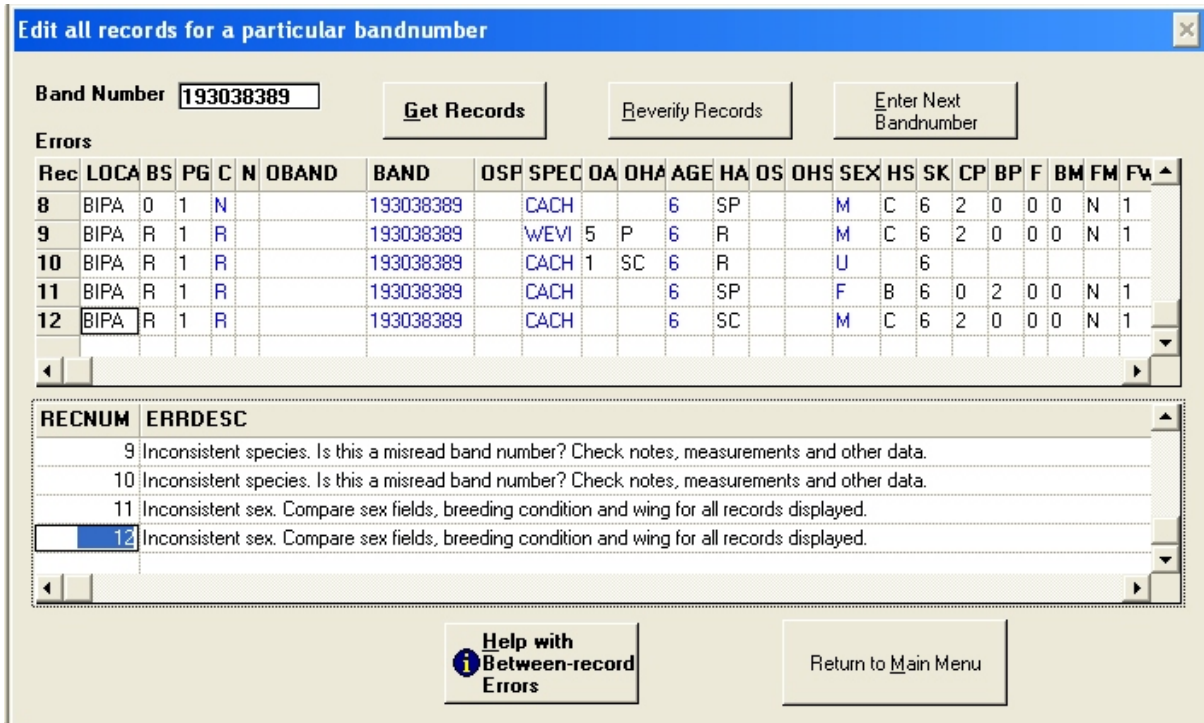 Edit all records for a particular bandnumber
Band Number 193038389 Get Records Reverify Records Enter Next
Bandnumber
Errors
Rec LOCA BS PG C N OBAND BAND OSP SPEC OA OHA AGE HA OS OHS SEX HS SK CP BP F BM FM FW
8 BIPA 0 1 N 193038389 CACH 6 SP M C 6 2 0 0 0 N 1
9 BIPA R 1 R 193038389 WEVI 5 P 6 R M C 6 2 0 0 0 N 1
10 BIPA R 1 R 193038389 CACH 1 SC 6 R U 6
11 BIPA R 1 R 193038389 CACH 6 SP F B 6 0 2 0 0 N 1
12 BIPA R 1 R 193038389 CACH 6 SC M C 6 2 0 0 0 N 1
RECNUM ERRDESC
9 Inconsistent species. Is this a misread band number? Check notes, measurements and other data.
10 Inconsistent species. Is this a misread band number? Check notes, measurements and other data.
11 Inconsistent sex. Compare sex fields, breeding condition and wing for all records displayed.
12 Inconsistent sex. Compare sex fields, breeding condition and wing for all records displayed.
Help with
Between-record
Errors
Return to Main Menu